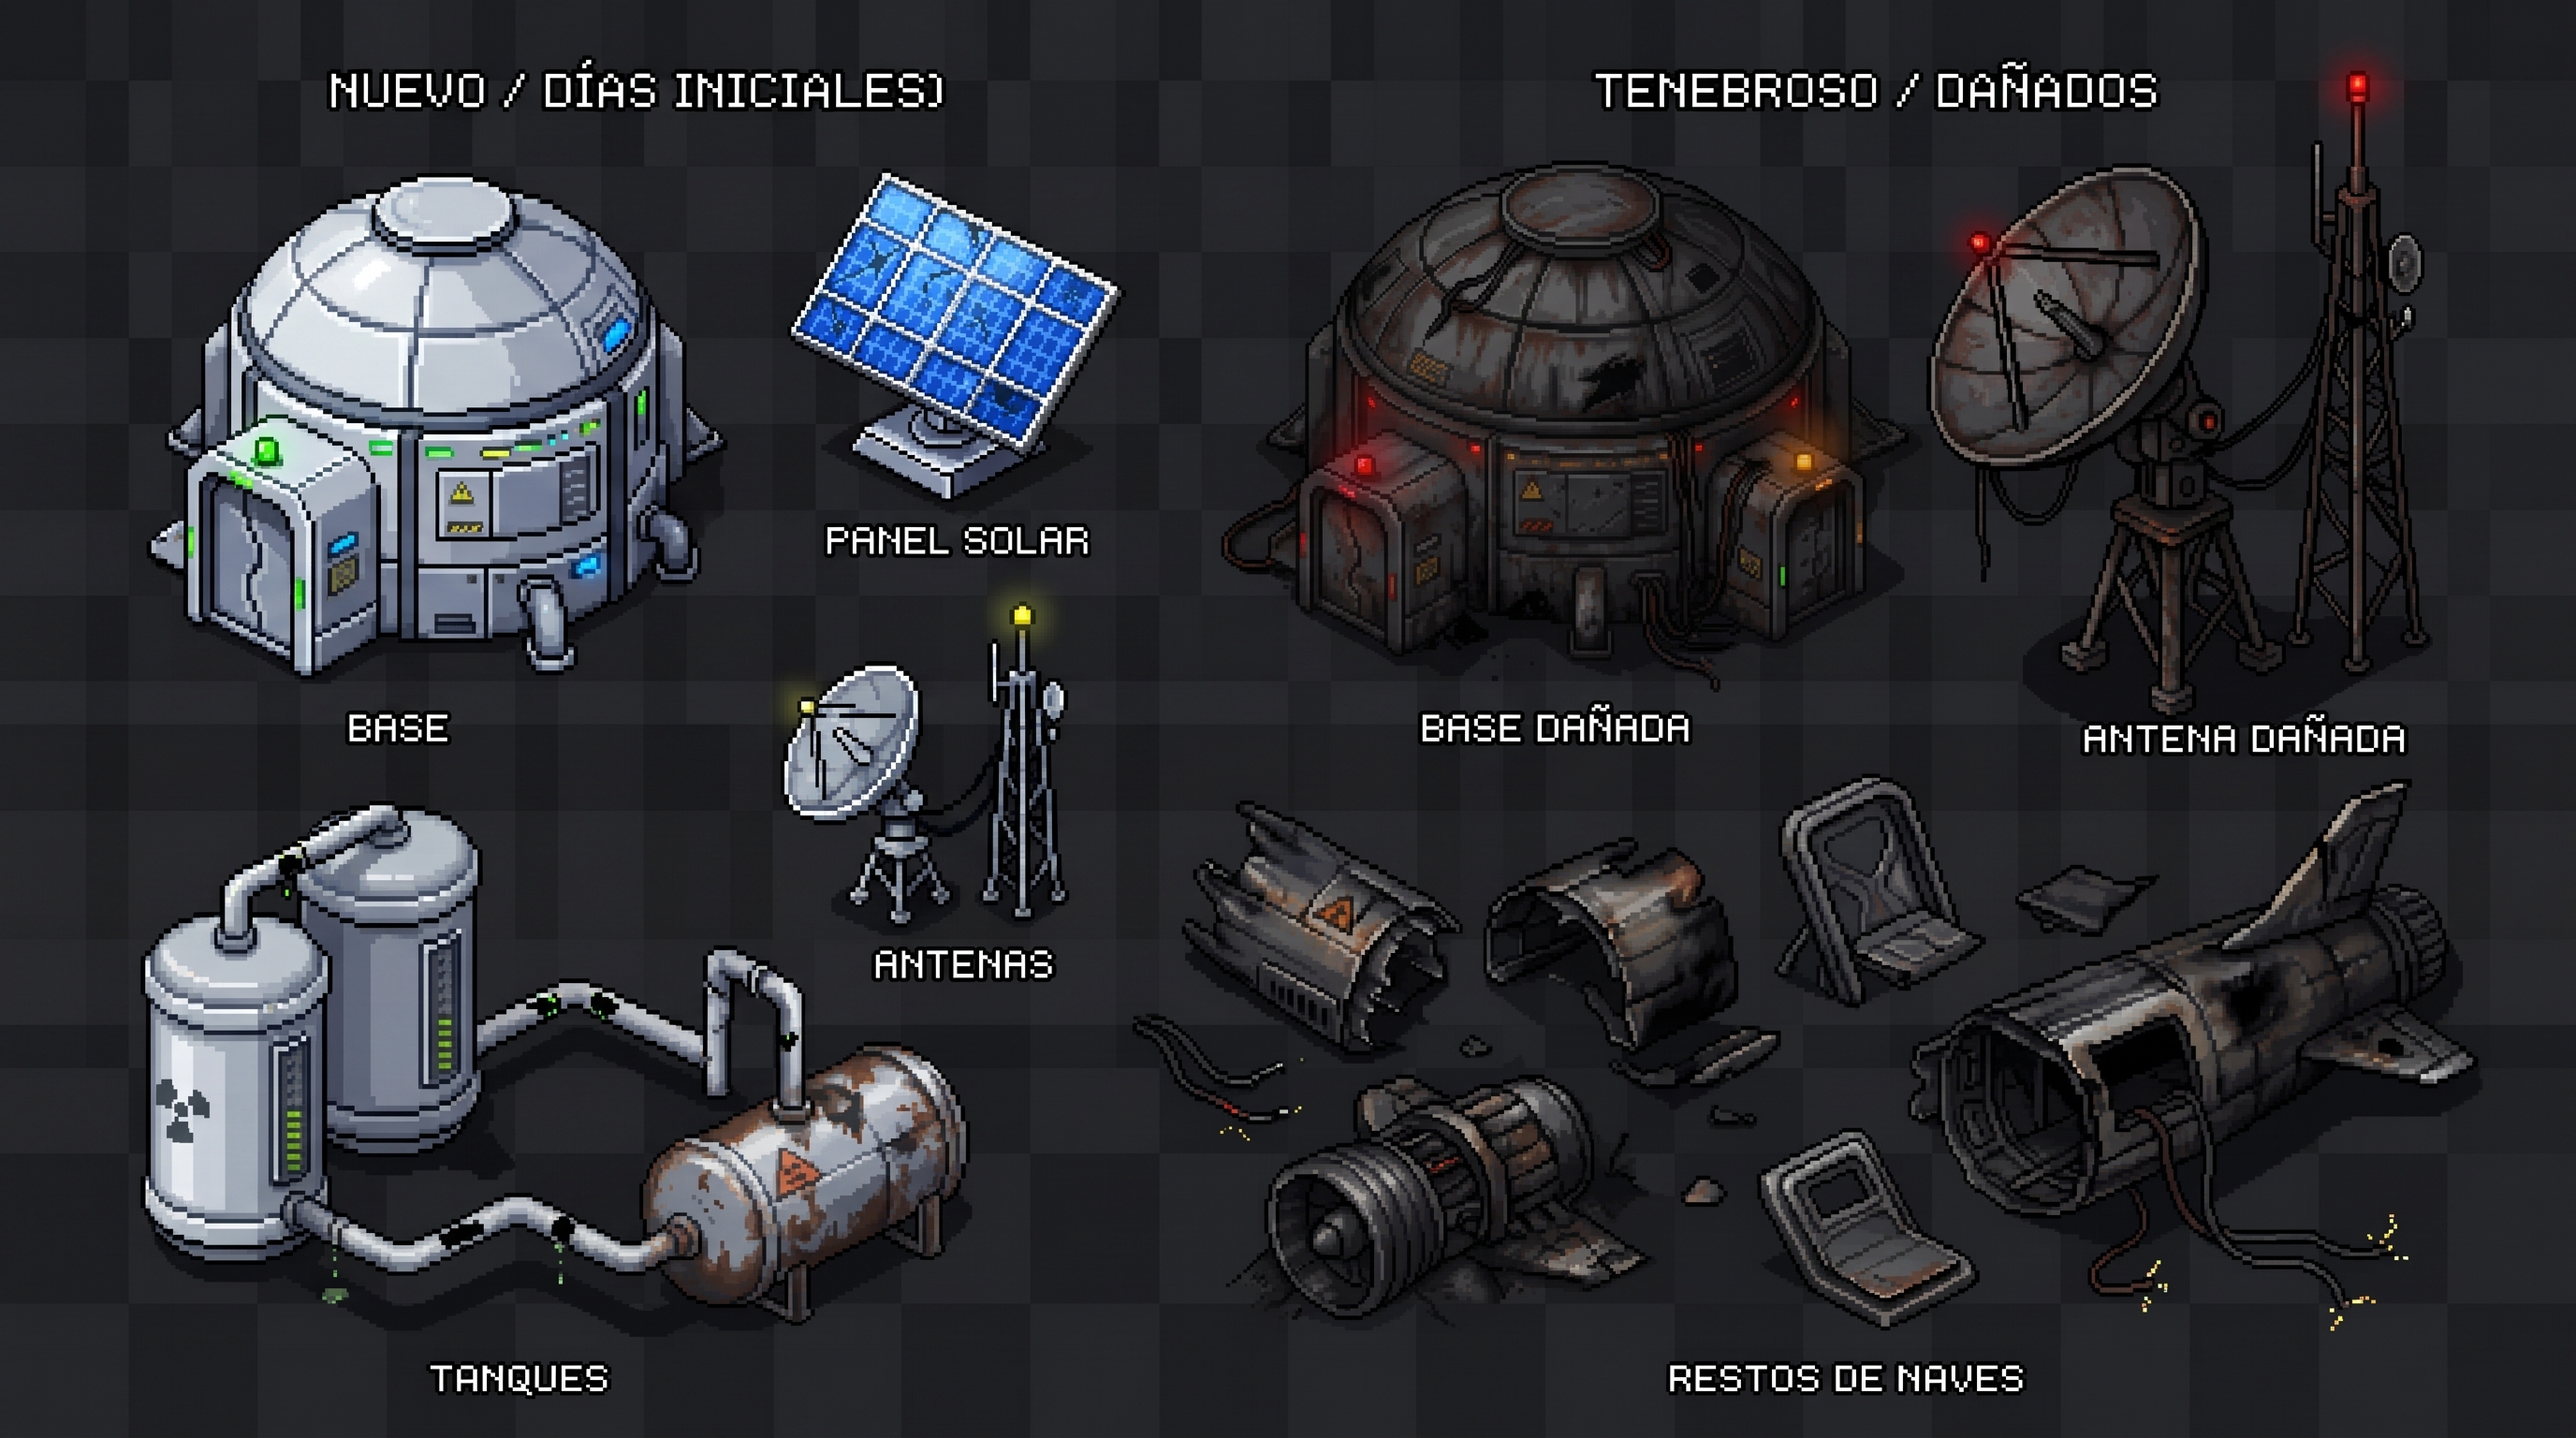 NUEVO / DÍAS INICIALES)
TENEBROSO / DAÑADOS
PANEL SOLAR
BASE
BASE DAÑADA
ANTENA DAÑADA
ANTENAS
TANQUES
RESTOS DE NAVES